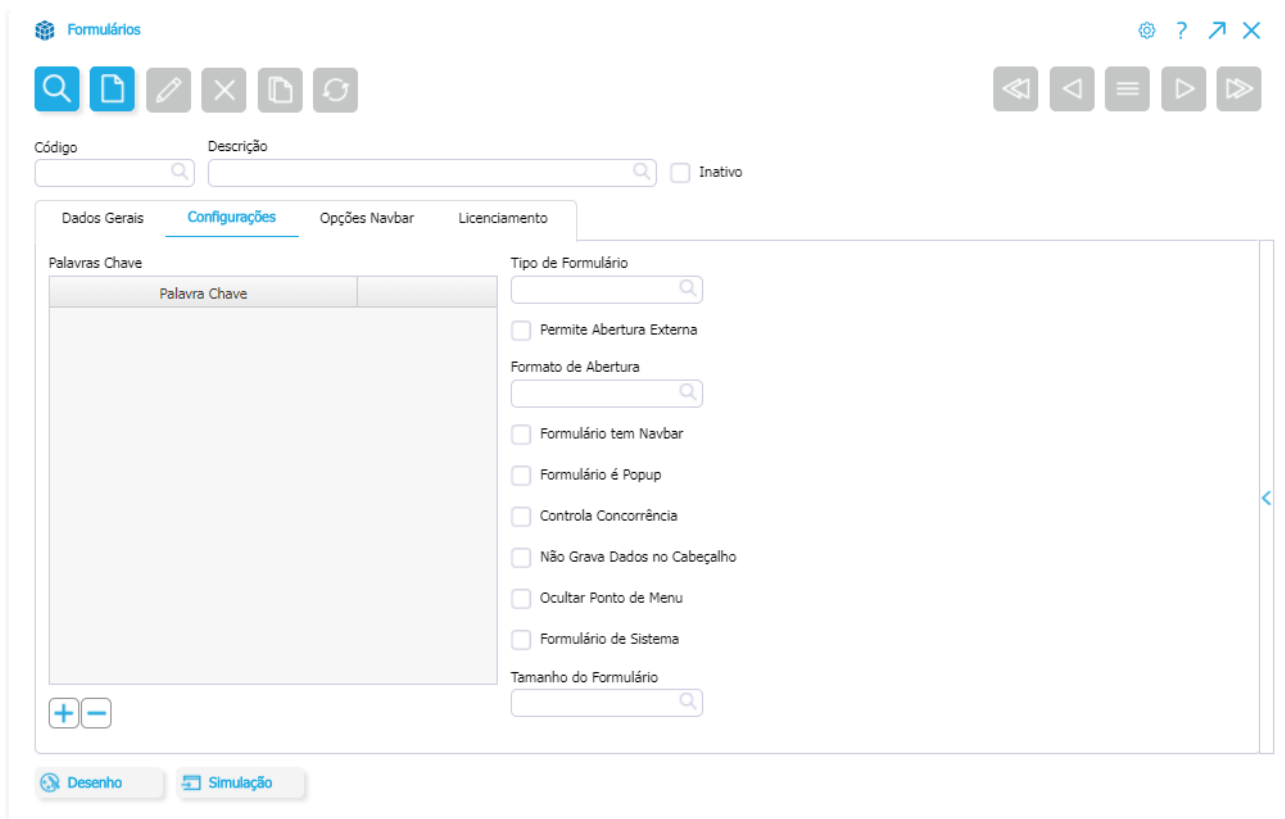 Formulários
?
Código
Descrição
Inativo
Dados Gerais
Configurações
Opções Navbar
Licenciamento
Palavras Chave
Palavra Chave
Tipo de Formulário
Permite Abertura Externa
Formato de Abertura
Formulário tem Navbar
Formulário é Popup
Controla Concorrência
Não Grava Dados no Cabeçalho
Ocultar Ponto de Menu
Formulário de Sistema
Tamanho do Formulário
Desenho
Simulação